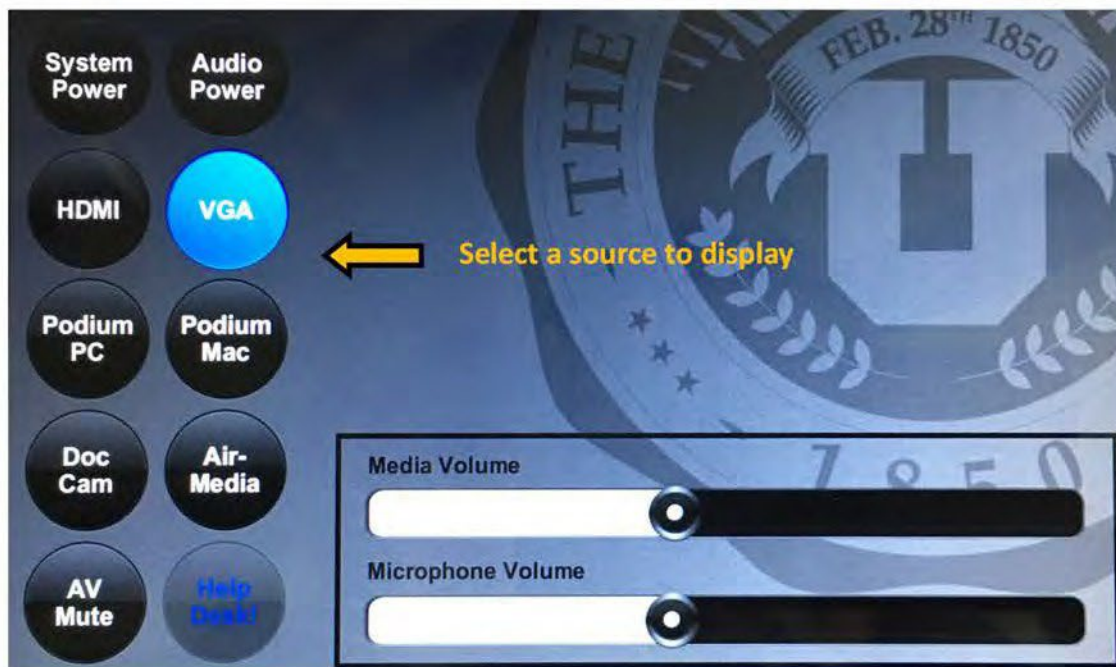 System
Power
Audio
Power
HDMI
VGA
Select a source to display
Podium
PC
Podium
Mac
Doc
Cam
Air-
Media
AV
Mute
Help
Desk!
Media Volume
Microphone Volume
THE
FEB. 28TH 1850
U
1850